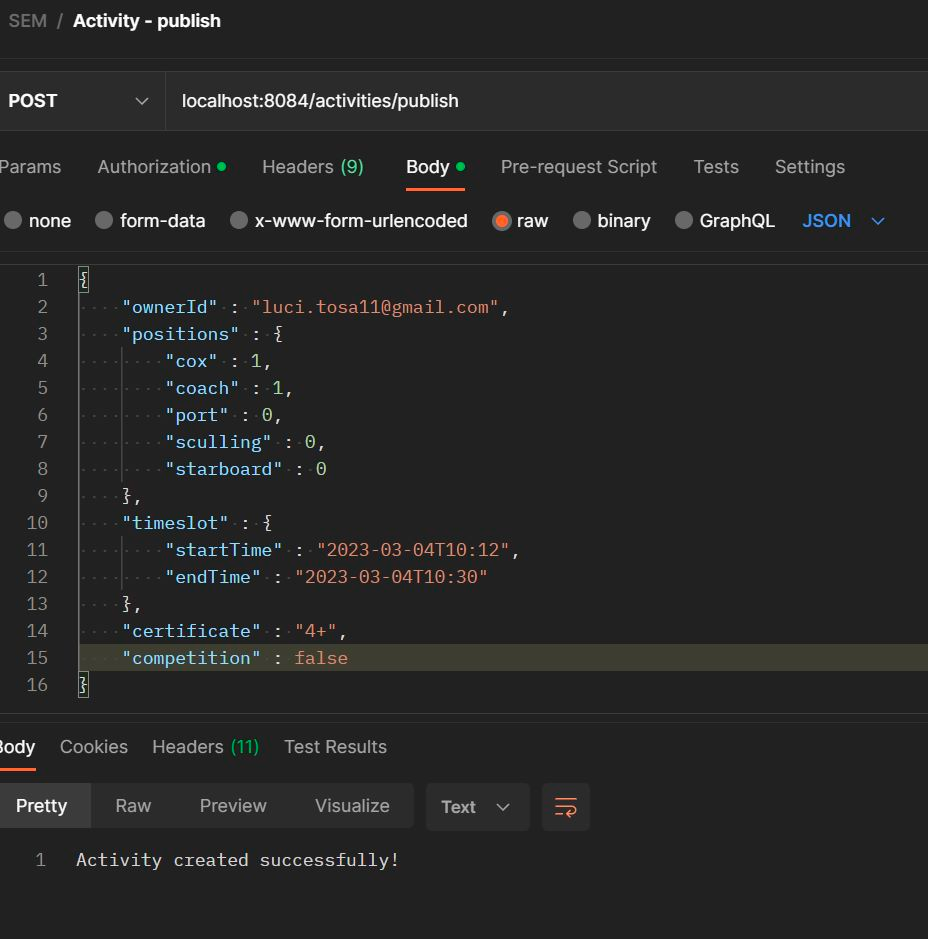 SEM / Activity - publish
POST localhost:8084/activities/publish
Params Authorization Headers (9) Body Pre-request Script Tests Settings
none form-data x-www-form-urlencoded raw binary GraphQL JSON
1 {
2 "ownerId" : "luci.tosa11@gmail.com",
3 "positions" : {
4 "cox" : 1,
5 "coach" : 1,
6 "port" : 0,
7 "sculling" : 0,
8 "starboard" : 0
9 },
10 "timeslot" : {
11 "startTime" : "2023-03-04T10:12",
12 "endTime" : "2023-03-04T10:30"
13 },
14 "certificate" : "4+",
15 "competition" : false
16 }
Body Cookies Headers (11) Test Results
Pretty Raw Preview Visualize Text
1 Activity created successfully!